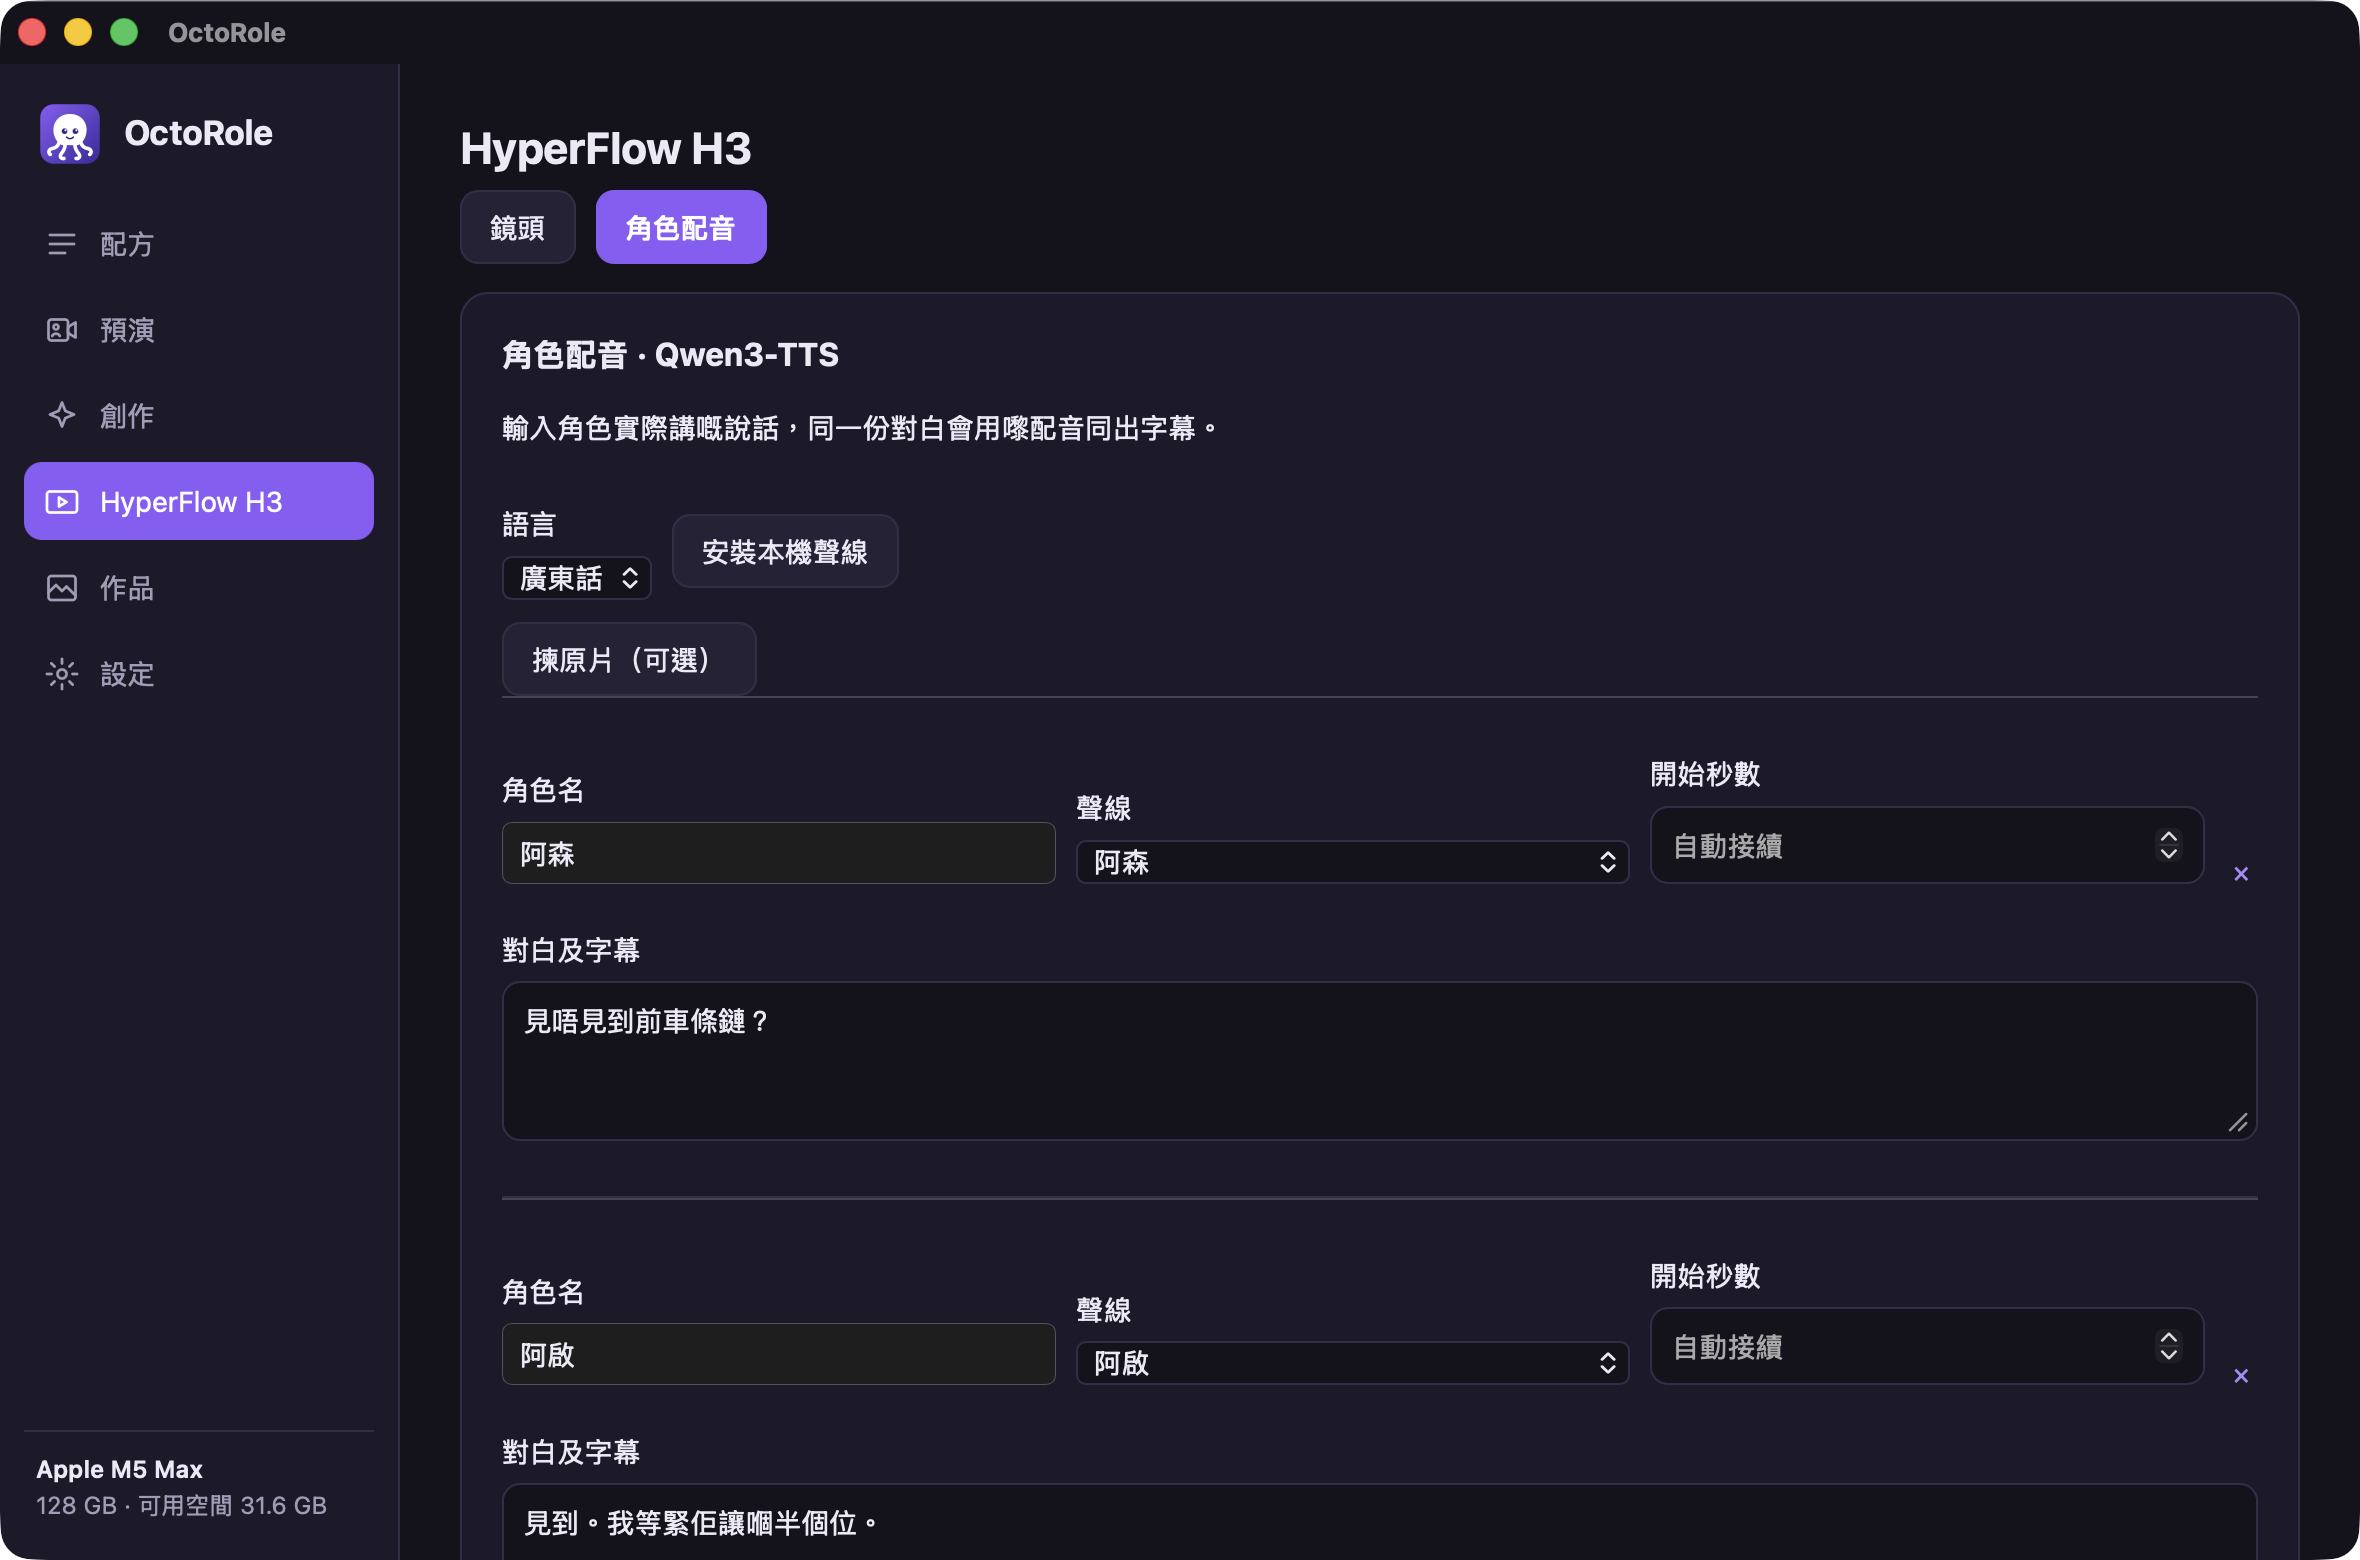 OctoRole
OctoRole
配方
預演
創作
HyperFlow H3
作品
設定
Apple M5 Max
128 GB · 可用空間 31.6 GB
HyperFlow H3
鏡頭
角色配音
角色配音 · Qwen3-TTS
輸入角色實際講嘅說話，同一份對白會用嚟配音同出字幕。
語言
廣東話
安裝本機聲線
揀原片（可選）
角色名
阿森
聲線
阿森
開始秒數
自動接續
×
對白及字幕
見唔見到前車條鏈？
角色名
阿啟
聲線
阿啟
開始秒數
自動接續
×
對白及字幕
見到。我等緊佢讓嗰半個位。